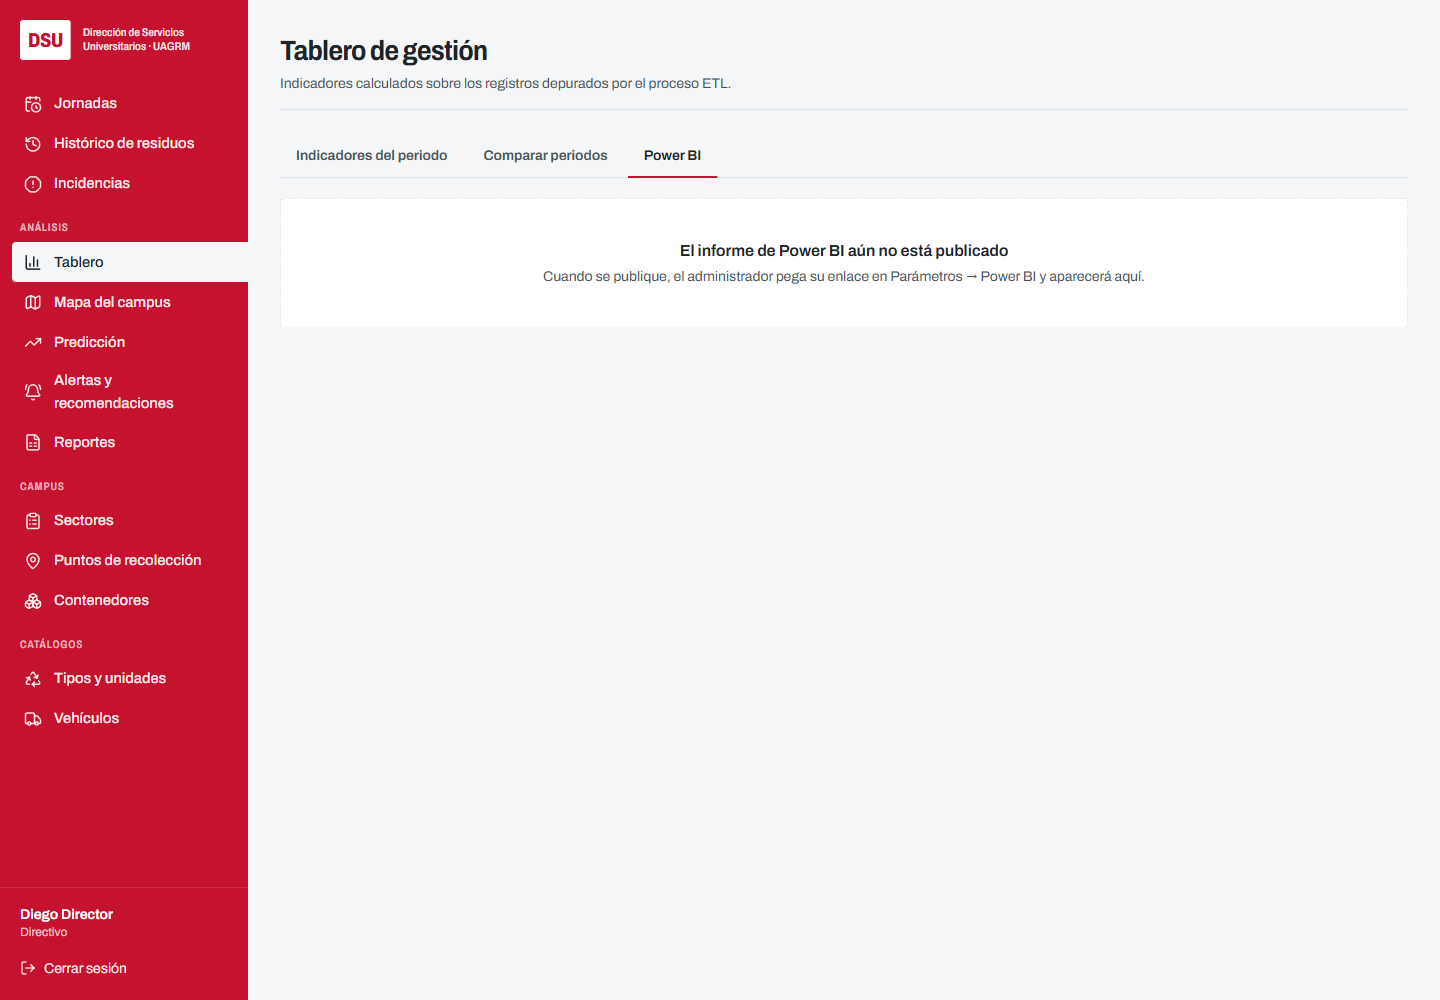 DSU
Dirección de Servicios
Universitarios · UAGRM
Jornadas
Histórico de residuos
Incidencias
ANÁLISIS
Tablero
Mapa del campus
Predicción
Alertas y
recomendaciones
Reportes
CAMPUS
Sectores
Puntos de recolección
Contenedores
CATÁLOGOS
Tipos y unidades
Vehículos
Diego Director
Directivo
Cerrar sesión
Tablero de gestión
Indicadores calculados sobre los registros depurados por el proceso ETL.
Indicadores del periodo
Comparar periodos
Power BI
El informe de Power BI aún no está publicado
Cuando se publique, el administrador pega su enlace en Parámetros → Power BI y aparecerá aquí.